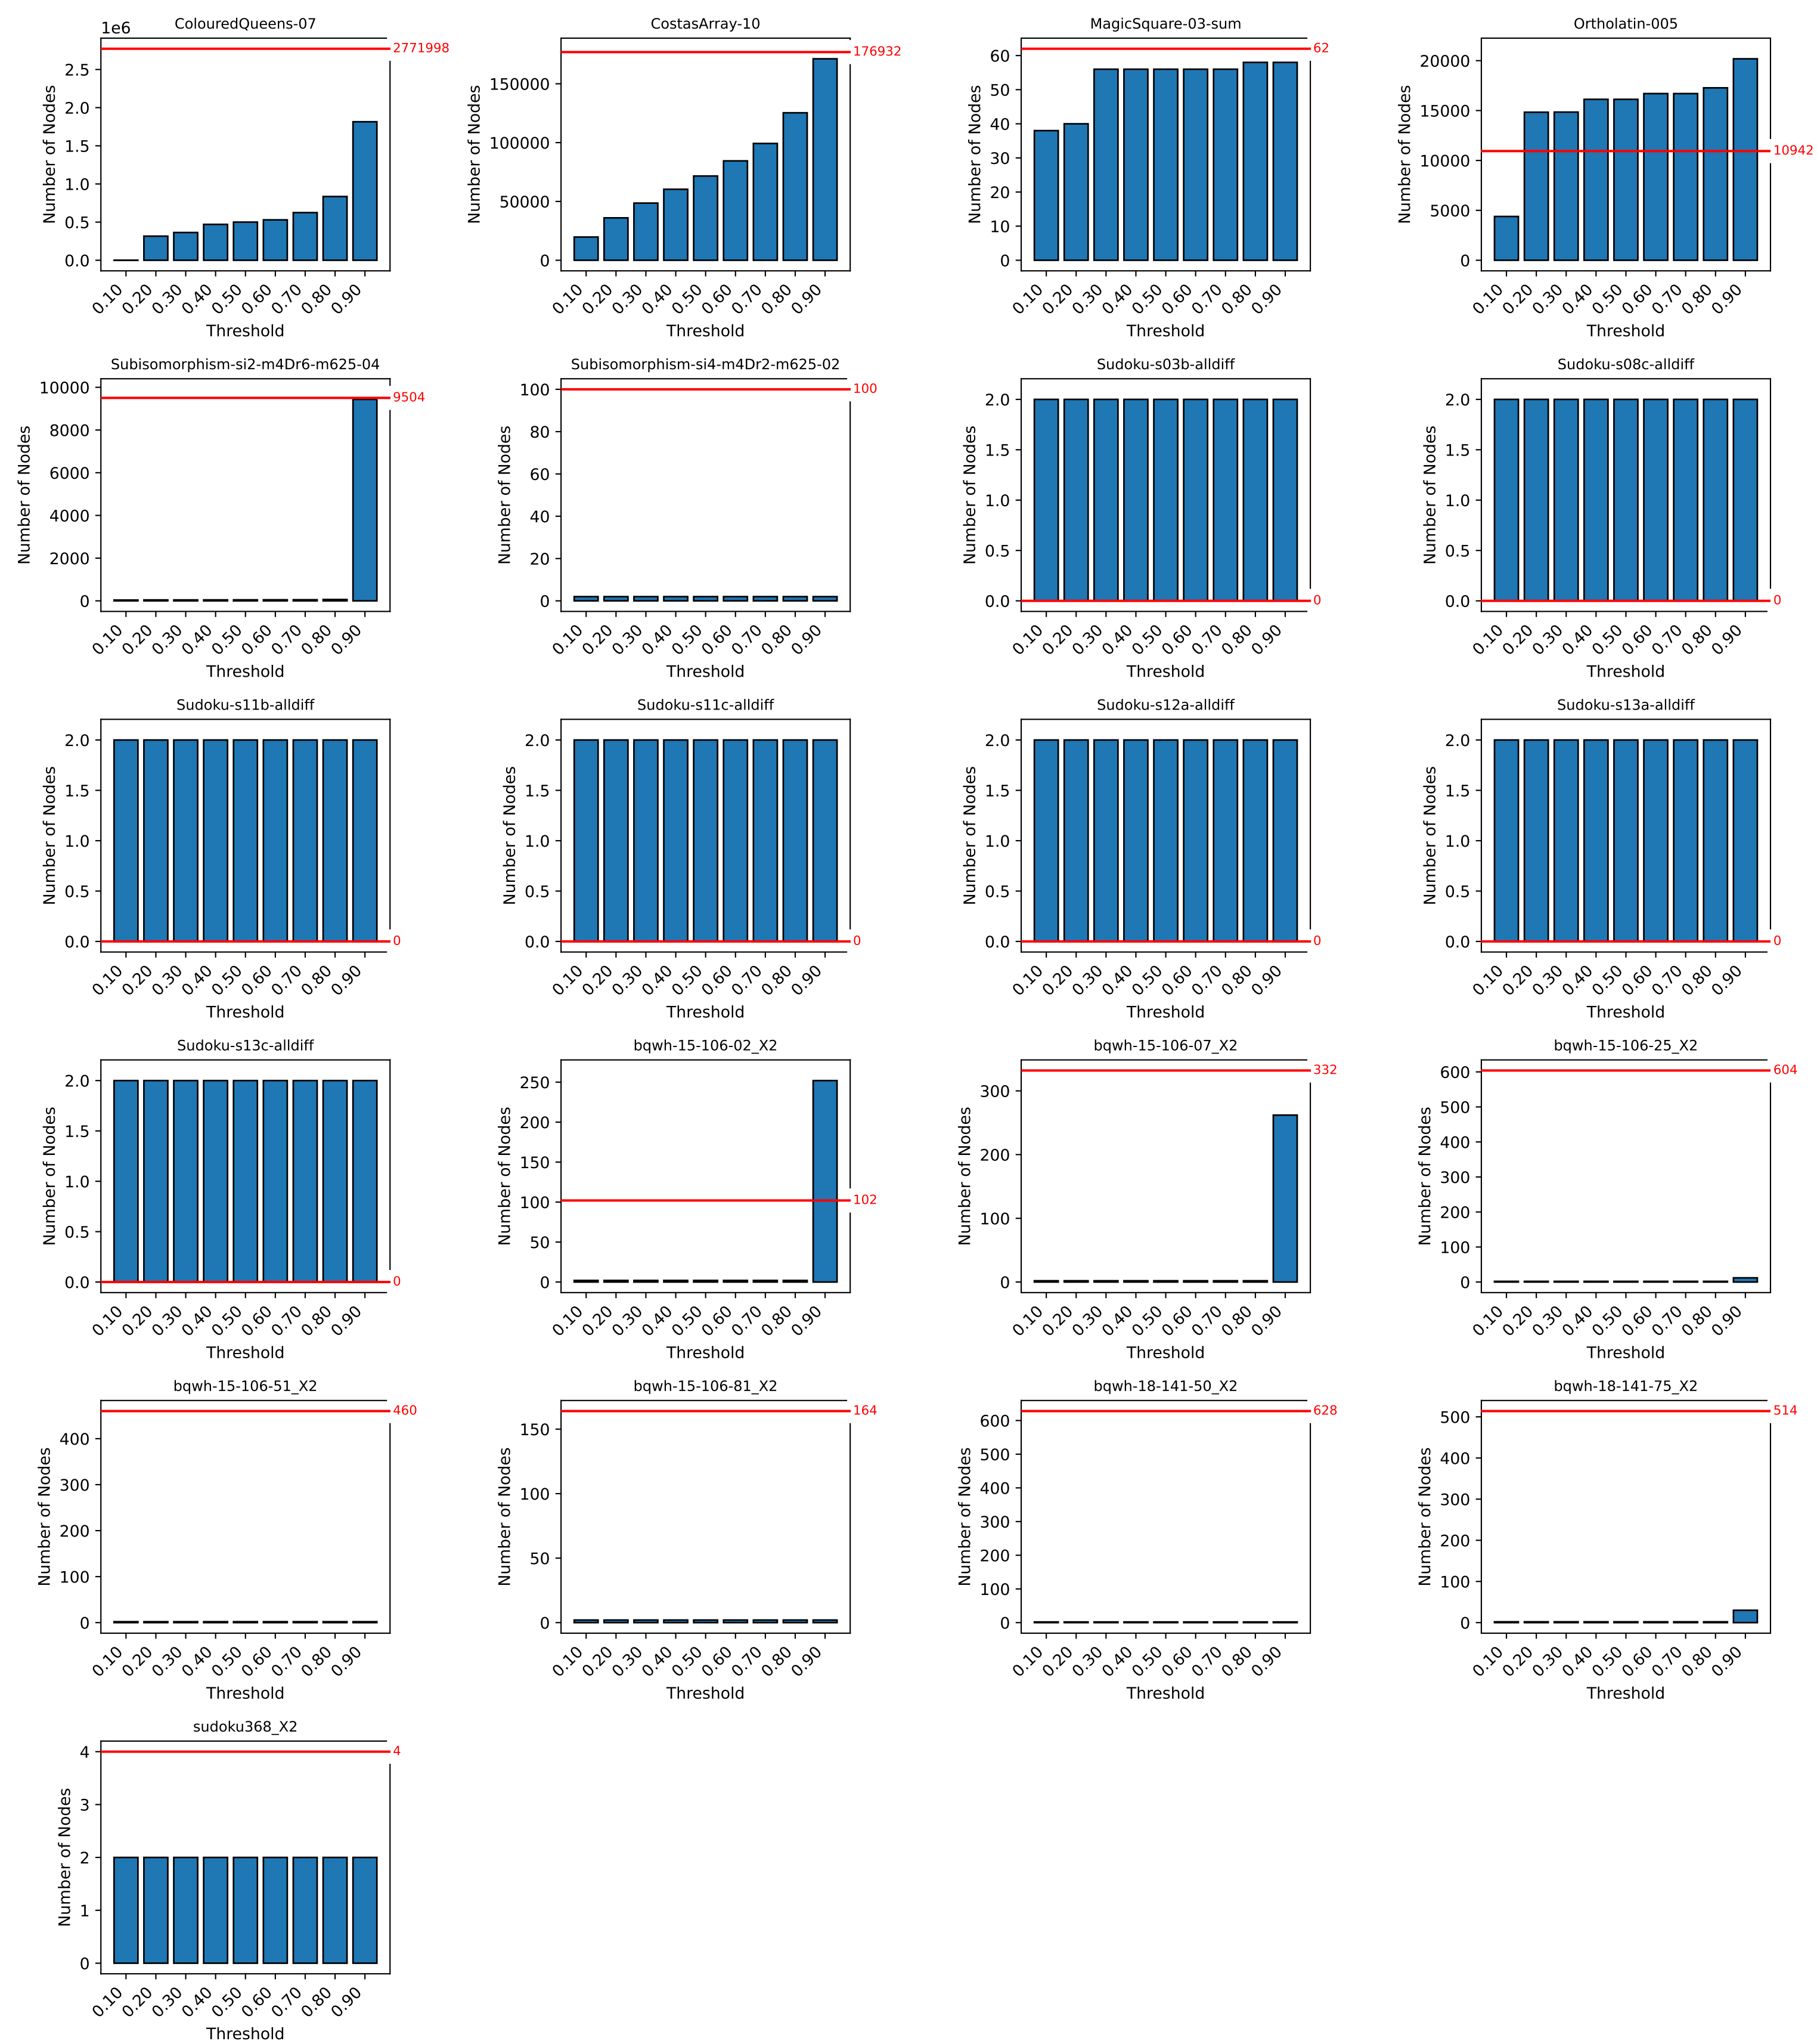 ColouredQueens-07
1e6
2771998
2.5
2.0
1.5
1.0
0.5
0.0
Number of Nodes
0.10 0.20 0.30 0.40 0.50 0.60 0.70 0.80 0.90
Threshold
CostasArray-10
176932
150000
100000
50000
0
Number of Nodes
0.10 0.20 0.30 0.40 0.50 0.60 0.70 0.80 0.90
Threshold
MagicSquare-03-sum
62
60
50
40
30
20
10
0
Number of Nodes
0.10 0.20 0.30 0.40 0.50 0.60 0.70 0.80 0.90
Threshold
Ortholatin-005
20000
15000
10942
10000
5000
0
Number of Nodes
0.10 0.20 0.30 0.40 0.50 0.60 0.70 0.80 0.90
Threshold
Subisomorphism-si2-m4Dr6-m625-04
10000
9504
8000
6000
4000
2000
0
Number of Nodes
0.10 0.20 0.30 0.40 0.50 0.60 0.70 0.80 0.90
Threshold
Subisomorphism-si4-m4Dr2-m625-02
100
100
80
60
40
20
0
Number of Nodes
0.10 0.20 0.30 0.40 0.50 0.60 0.70 0.80 0.90
Threshold
Sudoku-s03b-alldiff
2.0
1.5
1.0
0.5
0.0
0
Number of Nodes
0.10 0.20 0.30 0.40 0.50 0.60 0.70 0.80 0.90
Threshold
Sudoku-s08c-alldiff
2.0
1.5
1.0
0.5
0.0
0
Number of Nodes
0.10 0.20 0.30 0.40 0.50 0.60 0.70 0.80 0.90
Threshold
Sudoku-s11b-alldiff
2.0
1.5
1.0
0.5
0.0
0
Number of Nodes
0.10 0.20 0.30 0.40 0.50 0.60 0.70 0.80 0.90
Threshold
Sudoku-s11c-alldiff
2.0
1.5
1.0
0.5
0.0
0
Number of Nodes
0.10 0.20 0.30 0.40 0.50 0.60 0.70 0.80 0.90
Threshold
Sudoku-s12a-alldiff
2.0
1.5
1.0
0.5
0.0
0
Number of Nodes
0.10 0.20 0.30 0.40 0.50 0.60 0.70 0.80 0.90
Threshold
Sudoku-s13a-alldiff
2.0
1.5
1.0
0.5
0.0
0
Number of Nodes
0.10 0.20 0.30 0.40 0.50 0.60 0.70 0.80 0.90
Threshold
Sudoku-s13c-alldiff
2.0
1.5
1.0
0.5
0.0
0
Number of Nodes
0.10 0.20 0.30 0.40 0.50 0.60 0.70 0.80 0.90
Threshold
bqwh-15-106-02_X2
250
200
150
100
102
50
0
Number of Nodes
0.10 0.20 0.30 0.40 0.50 0.60 0.70 0.80 0.90
Threshold
bqwh-15-106-07_X2
332
300
200
100
0
Number of Nodes
0.10 0.20 0.30 0.40 0.50 0.60 0.70 0.80 0.90
Threshold
bqwh-15-106-25_X2
604
600
500
400
300
200
100
0
Number of Nodes
0.10 0.20 0.30 0.40 0.50 0.60 0.70 0.80 0.90
Threshold
bqwh-15-106-51_X2
460
400
300
200
100
0
Number of Nodes
0.10 0.20 0.30 0.40 0.50 0.60 0.70 0.80 0.90
Threshold
bqwh-15-106-81_X2
164
150
100
50
0
Number of Nodes
0.10 0.20 0.30 0.40 0.50 0.60 0.70 0.80 0.90
Threshold
bqwh-18-141-50_X2
628
600
500
400
300
200
100
0
Number of Nodes
0.10 0.20 0.30 0.40 0.50 0.60 0.70 0.80 0.90
Threshold
bqwh-18-141-75_X2
514
500
400
300
200
100
0
Number of Nodes
0.10 0.20 0.30 0.40 0.50 0.60 0.70 0.80 0.90
Threshold
sudoku368_X2
4
4
3
2
1
0
Number of Nodes
0.10 0.20 0.30 0.40 0.50 0.60 0.70 0.80 0.90
Threshold